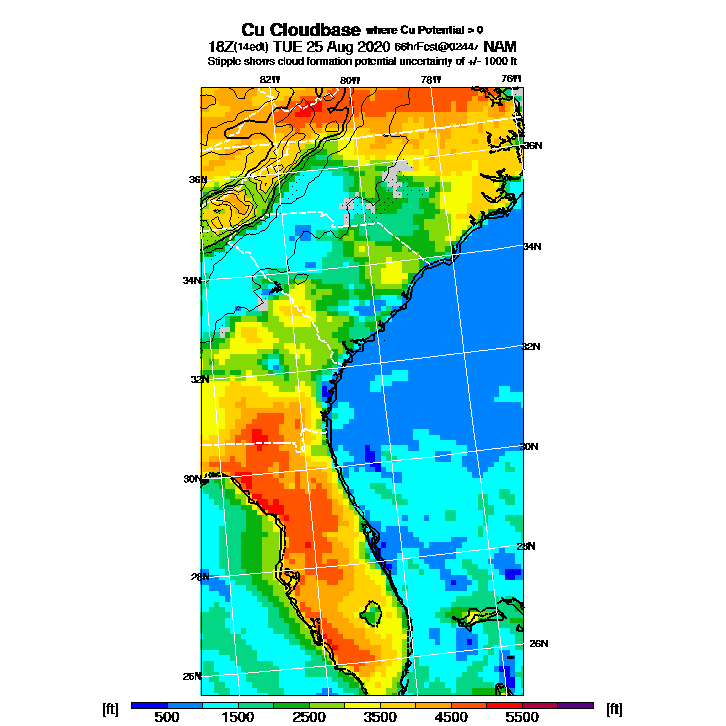 Cu Cloudbase where Cu Potential > 0
18Z(14edt) TUE 25 Aug 2020 66hrFcst@0244z NAM
Stipple shows cloud formation potential uncertainty of +/- 1000 ft
82W 80W 78W 76W
36N
36N
34N
34N
32N
32N
30N
30N
28N
28N
26N
26N
[ft] 500 1500 2500 3500 4500 5500 [ft]